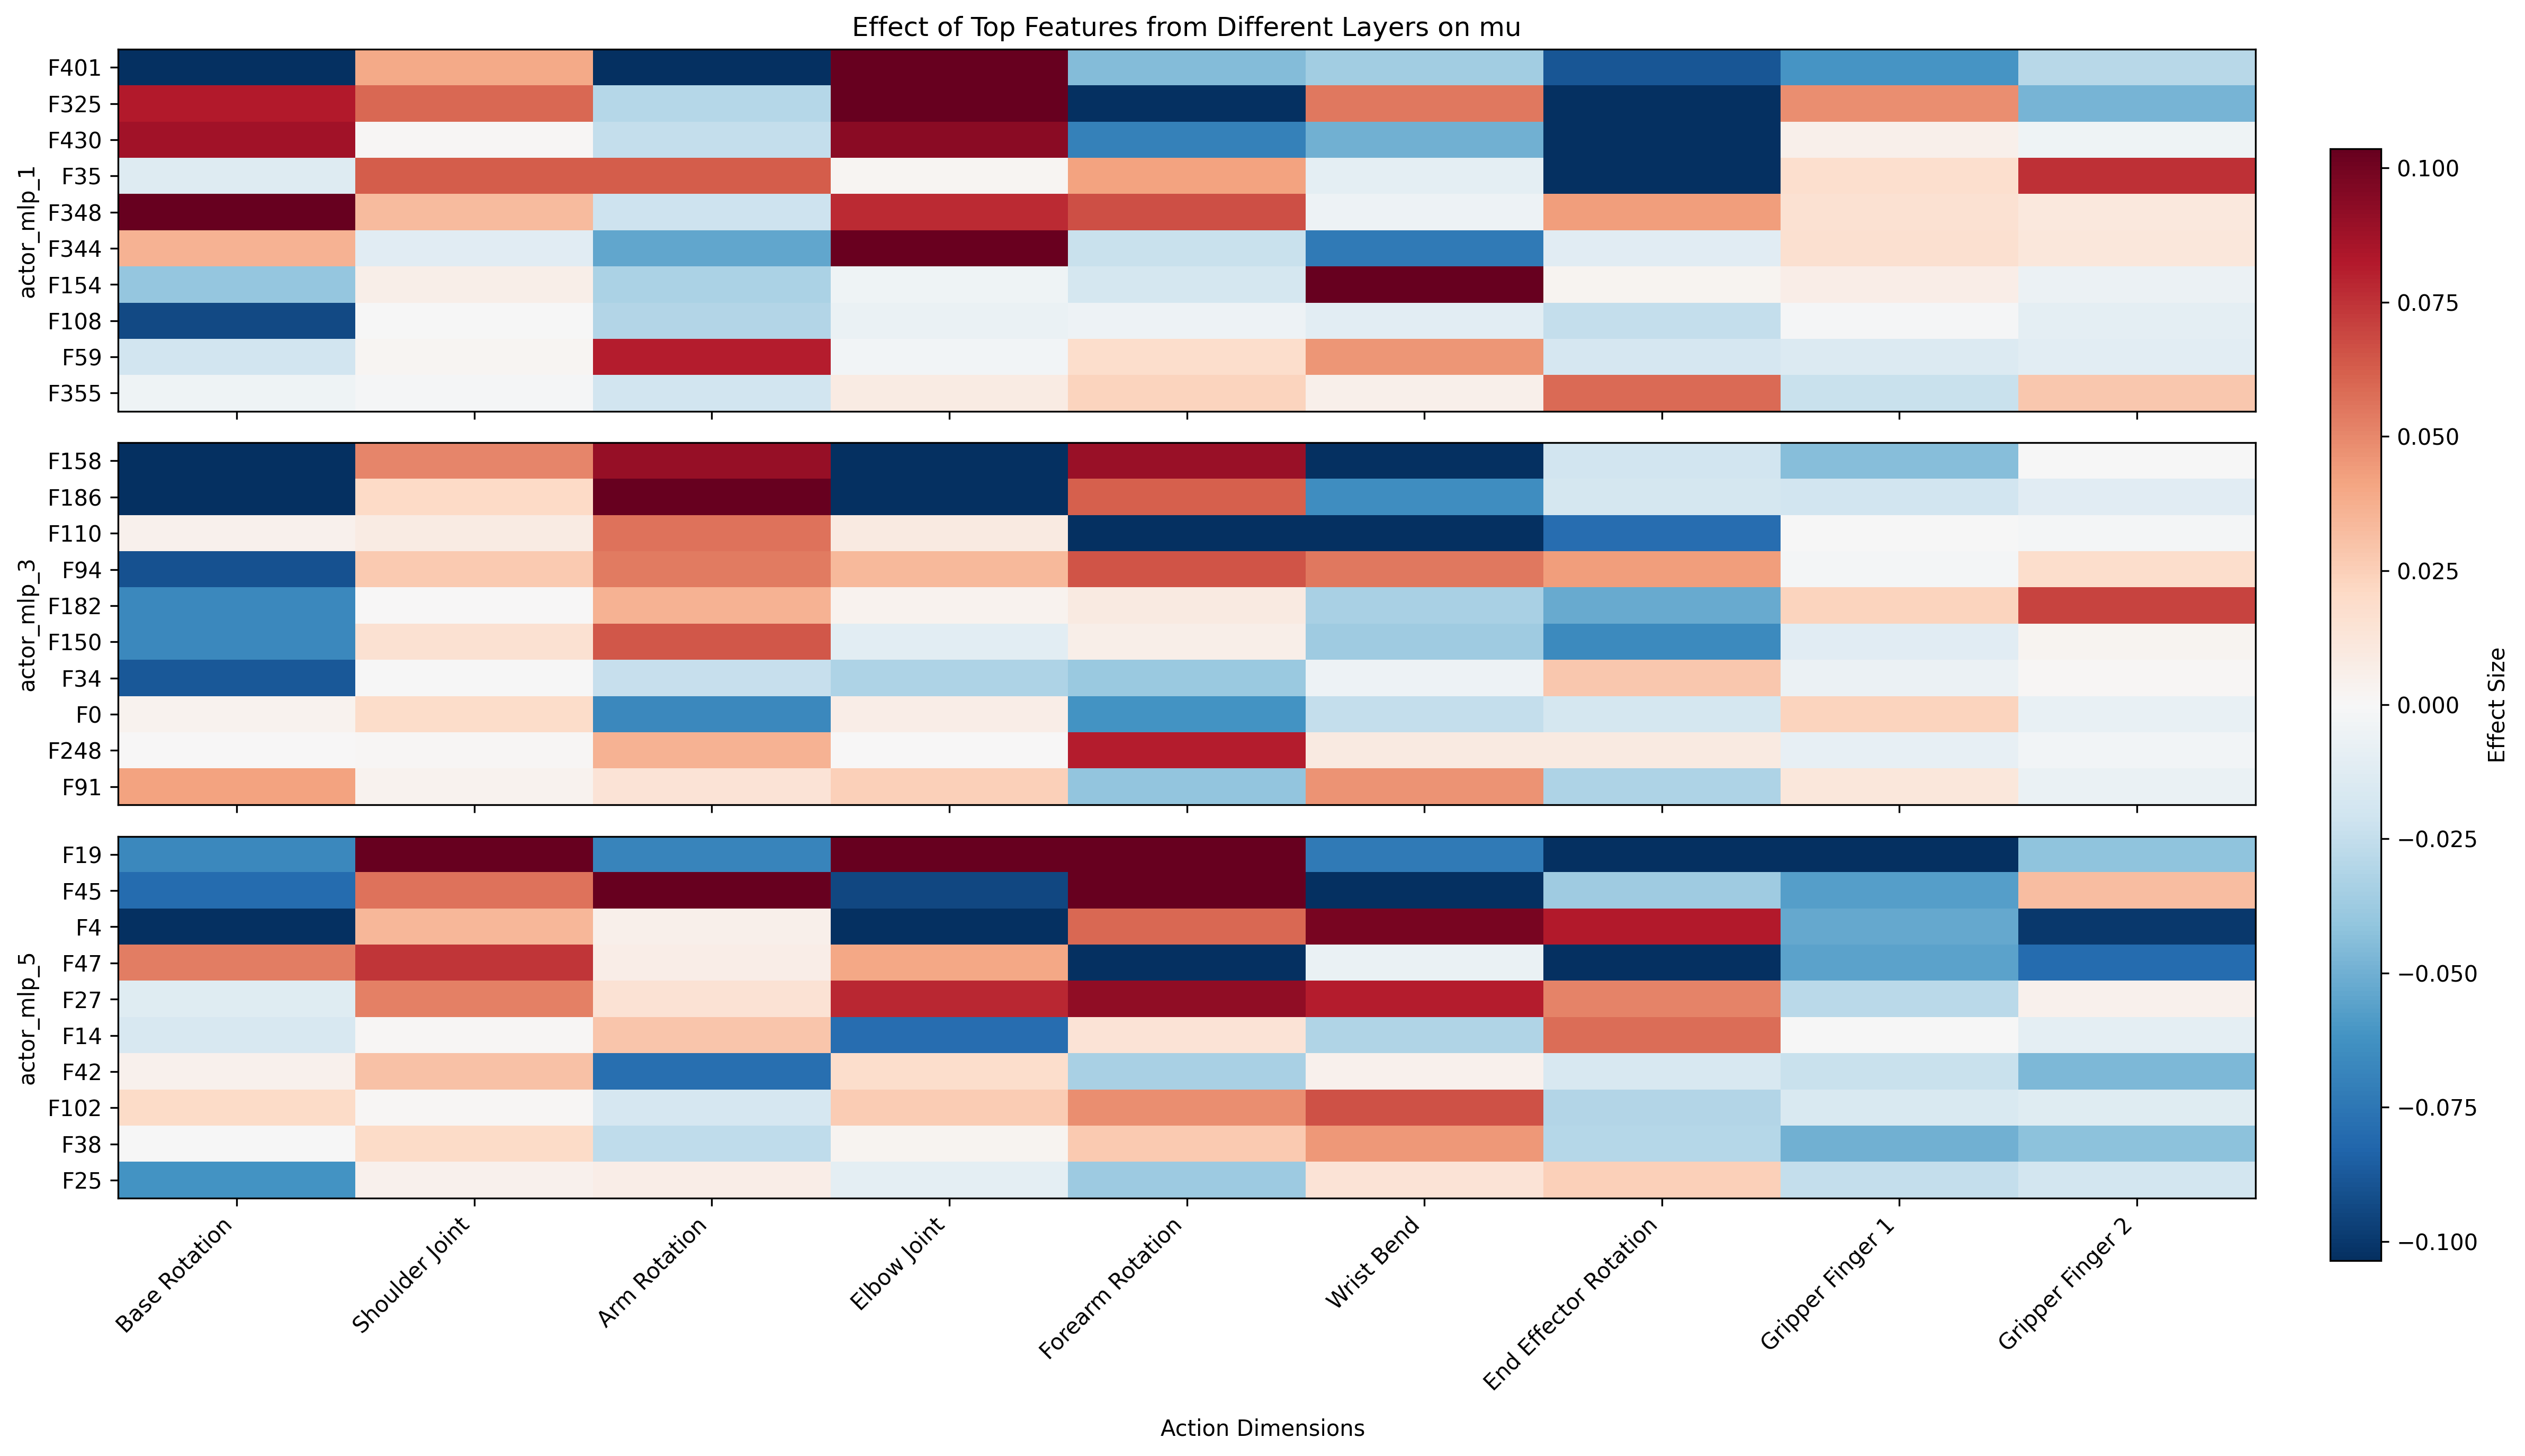 Effect of Top Features from Different Layers on mu
actor_mlp_1
F401
F325
F430
F35
F348
F344
F154
F108
F59
F355
actor_mlp_3
F158
F186
F110
F94
F182
F150
F34
F0
F248
F91
actor_mlp_5
F19
F45
F4
F47
F27
F14
F42
F102
F38
F25
Base Rotation
Shoulder Joint
Arm Rotation
Elbow Joint
Forearm Rotation
Wrist Bend
End Effector Rotation
Gripper Finger 1
Gripper Finger 2
Action Dimensions
0.100
0.075
0.050
0.025
0.000
−0.025
−0.050
−0.075
−0.100
Effect Size